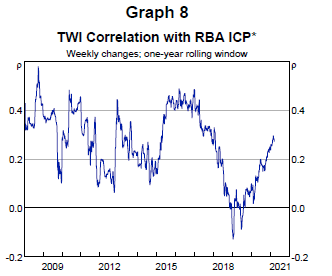 Graph 8
TWI Correlation with RBA ICP*
Weekly changes; one-year rolling window
ρ ρ
0.4 0.4
0.2 0.2
0.0 0.0
-0.2 -0.2
2009 2012 2015 2018 2021